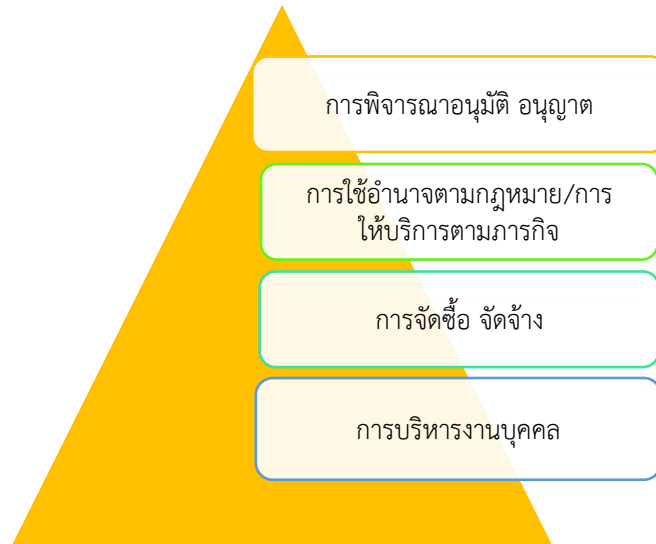 การพิจารณาอนุมัติ อนุญาต
การใช้อำนาจตามกฎหมาย/การ
ให้บริการตามภารกิจ
การจัดซื้อ จัดจ้าง
การบริหารงานบุคคล